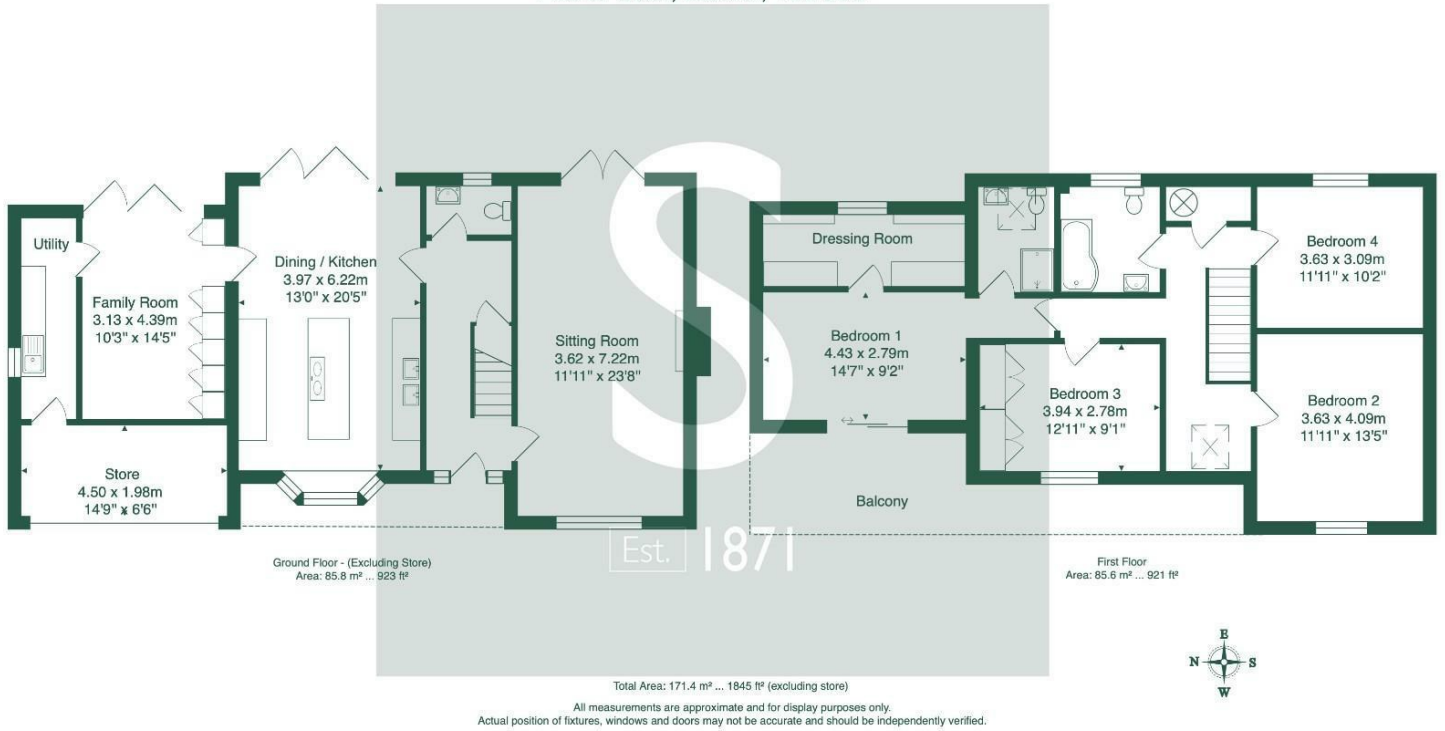 Utility
Family Room
3.13 x 4.39m
10'3" x 14'5"
Dining / Kitchen
3.97 x 6.22m
13'0" x 20'5"
Sitting Room
3.62 x 7.22m
11'11" x 23'8"
Store
4.50 x 1.98m
14'9" x 6'6"
Ground Floor - (Excluding Store)
Area: 85.8 m² ... 923 ft²
Dressing Room
Bedroom 1
4.43 x 2.79m
14'7" x 9'2"
Bedroom 3
3.94 x 2.78m
12'11" x 9'1"
Bedroom 4
3.63 x 3.09m
11'11" x 10'2"
Bedroom 2
3.63 x 4.09m
11'11" x 13'5"
Balcony
First Floor
Area: 85.6 m² ... 921 ft²
S
Est. 1871
E
N S
W
Total Area: 171.4 m² ... 1845 ft² (excluding store)
All measurements are approximate and for display purposes only.
Actual position of fixtures, windows and doors may not be accurate and should be independently verified.